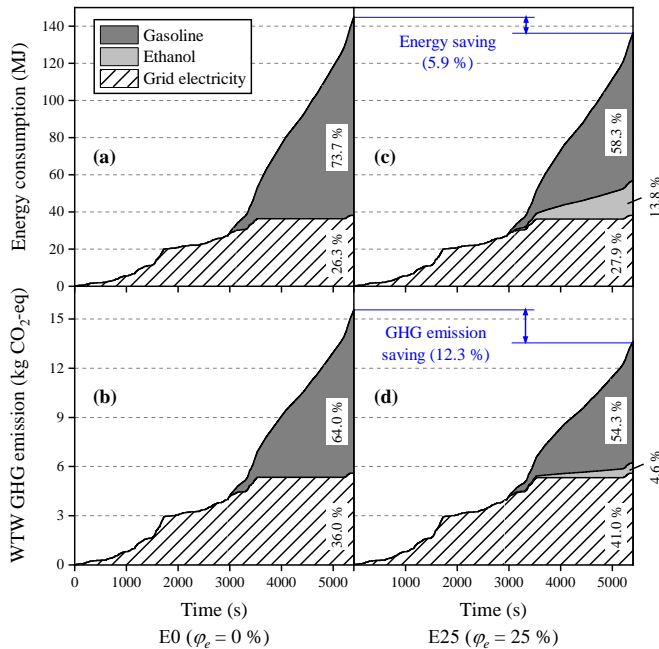 Gasoline
Ethanol
Grid electricity
Energy saving
(5.9 %)
(a)
(c)
73.7 %
26.3 %
58.3 %
13.8 %
27.9 %
140
120
100
80
60
40
20
0
Energy consumption (MJ)
GHG emission
saving (12.3 %)
(b)
(d)
64.0 %
36.0 %
54.3 %
4.6 %
41.0 %
15
12
9
6
3
0
WTW GHG emission (kg CO₂-eq)
0 1000 2000 3000 4000 5000
1000 2000 3000 4000 5000
Time (s)
Time (s)
E0 (φₑ = 0 %)
E25 (φₑ = 25 %)